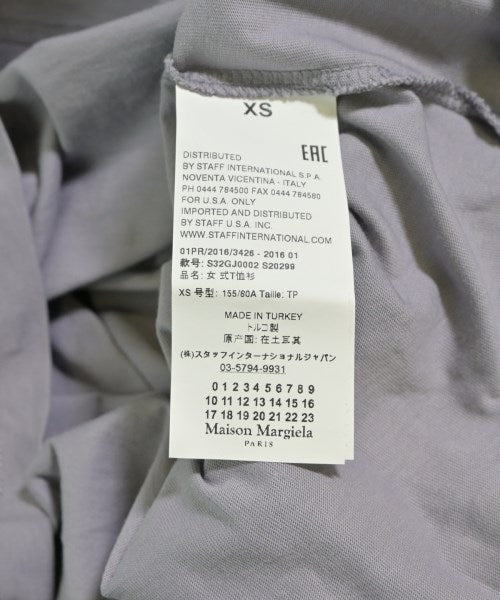 XS
DISTRIBUTED EAC
BY STAFF INTERNATIONAL S.P.A.
NOVENTA VICENTINA - ITALY
PH 0444 784500 FAX 0444 784580
FOR U.S.A. ONLY
IMPORTED AND DISTRIBUTED
BY STAFF U.S.A. INC.
WWW.STAFFINTERNATIONAL.COM
01PR/2016/3426 - 2016 01
款号: S32GJ0002 S20299
品名: 女 式T恤衫
XS 号型: 155/80A Taille: TP
MADE IN TURKEY
トルコ製
原产国: 在土耳其
(株)スタッフインターナショナルジャパン
03-5794-9931
0 1 2 3 4 5 6 7 8 9
10 11 12 13 14 15 16
17 18 19 20 21 22 23
Maison Margiela
PARIS